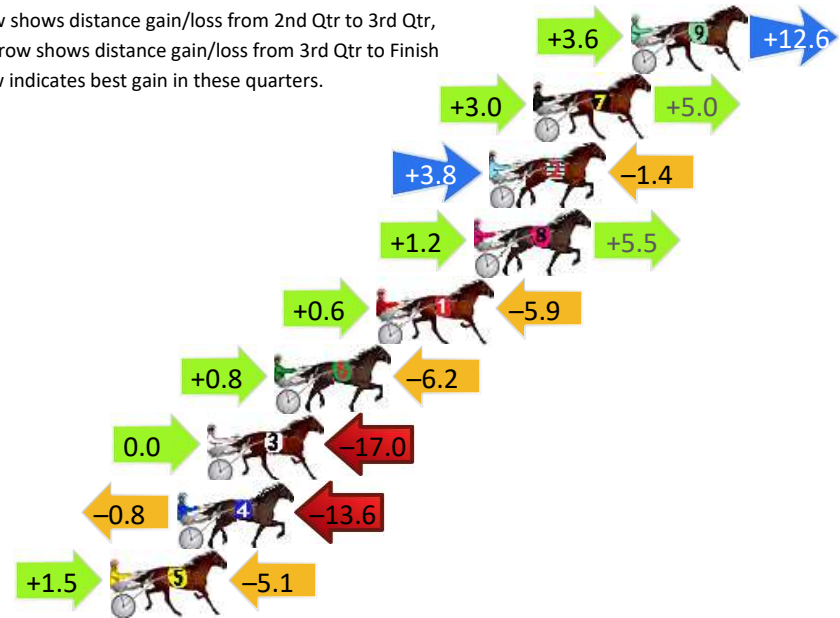 shows distance gain/loss from 2nd Qtr to 3rd Qtr,
row shows distance gain/loss from 3rd Qtr to Finish
indicates best gain in these quarters.
+3.6 9 +12.6
+3.0 7 +5.0
+3.8 2 –1.4
+1.2 8 +5.5
+0.6 1 –5.9
+0.8 –6.2
0.0 3 –17.0
–0.8 4 –13.6
+1.5 5 –5.1